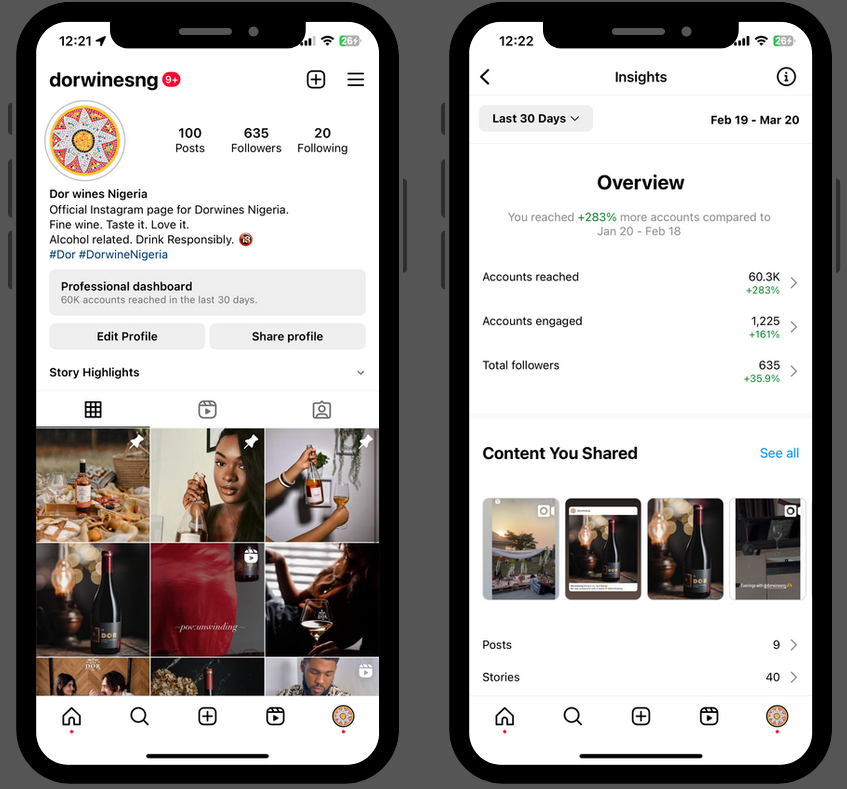 12:21
26
dorwinesng 9+
100 635 20
Posts Followers Following
Dor wines Nigeria
Official Instagram page for Dorwines Nigeria.
Fine wine. Taste it. Love it.
Alcohol related. Drink Responsibly. 🔞
#Dor #DorwineNigeria
Professional dashboard
60K accounts reached in the last 30 days.
Edit Profile Share profile
Story Highlights
DOR
—pov:unwinding—
DOR
12:22
26
Insights
Last 30 Days Feb 19 - Mar 20
Overview
You reached +283% more accounts compared to
Jan 20 - Feb 18
Accounts reached 60.3K
+283%
Accounts engaged 1,225
+161%
Total followers 635
+35.9%
Content You Shared See all
DOR
DOR
Evenings with @dorwinesng
Posts 9
Stories 40